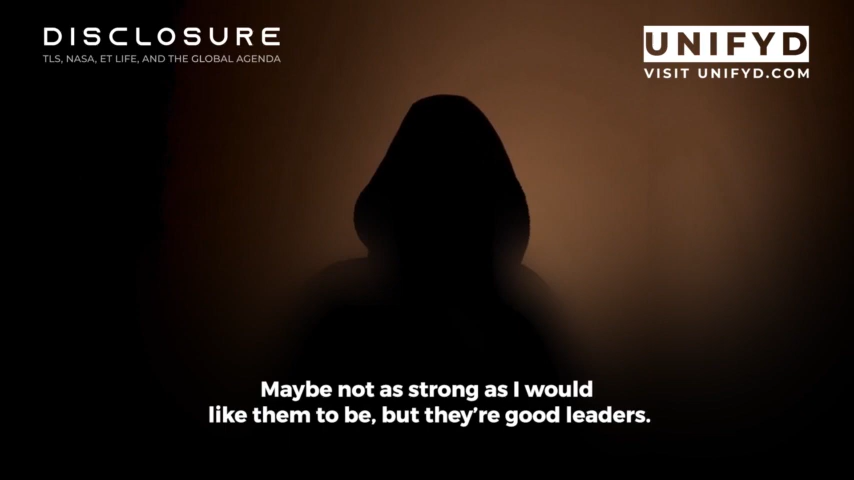 DISCLOSURE
TLS, NASA, ET LIFE, AND THE GLOBAL AGENDA
UNIFYD
VISIT UNIFYD.COM
Maybe not as strong as I would
like them to be, but they're good leaders.